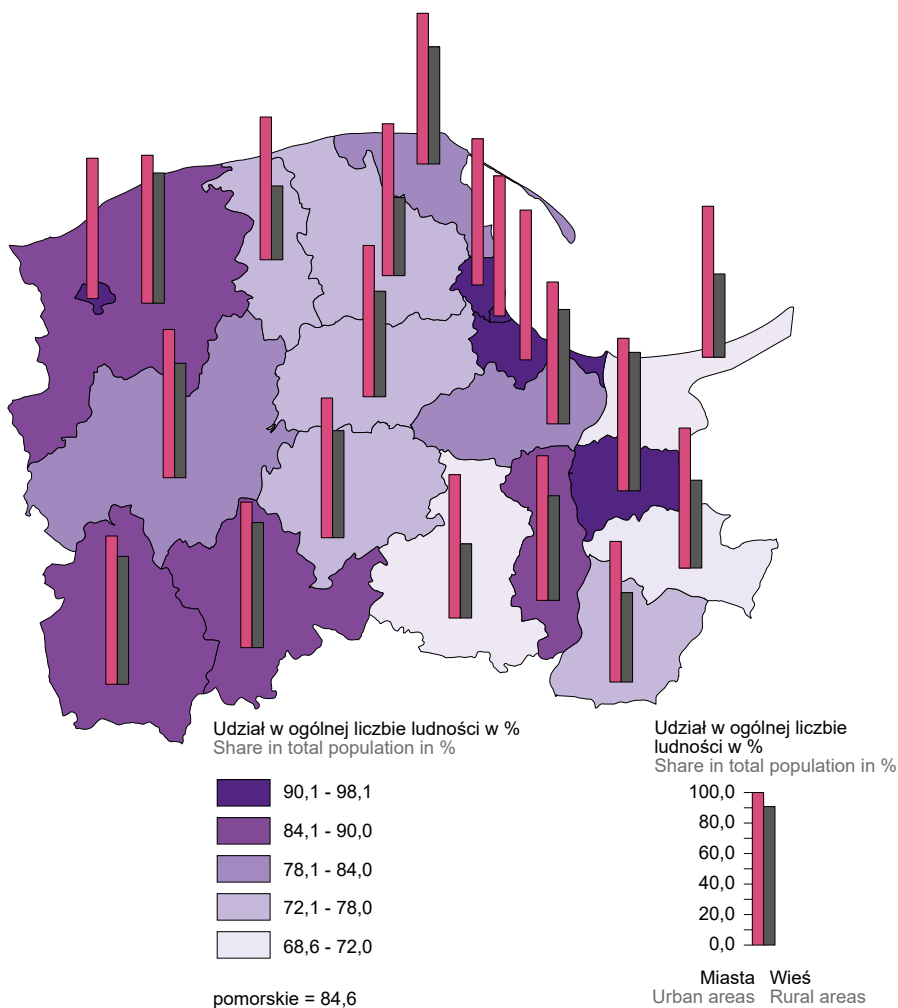 Udział w ogólnej liczbie ludności w %
Share in total population in %
90,1 - 98,1
84,1 - 90,0
78,1 - 84,0
72,1 - 78,0
68,6 - 72,0
pomorskie = 84,6
Udział w ogólnej liczbie
ludności w %
Share in total population in %
100,0
80,0
60,0
40,0
20,0
0,0
Miasta Wieś
Urban areas Rural areas